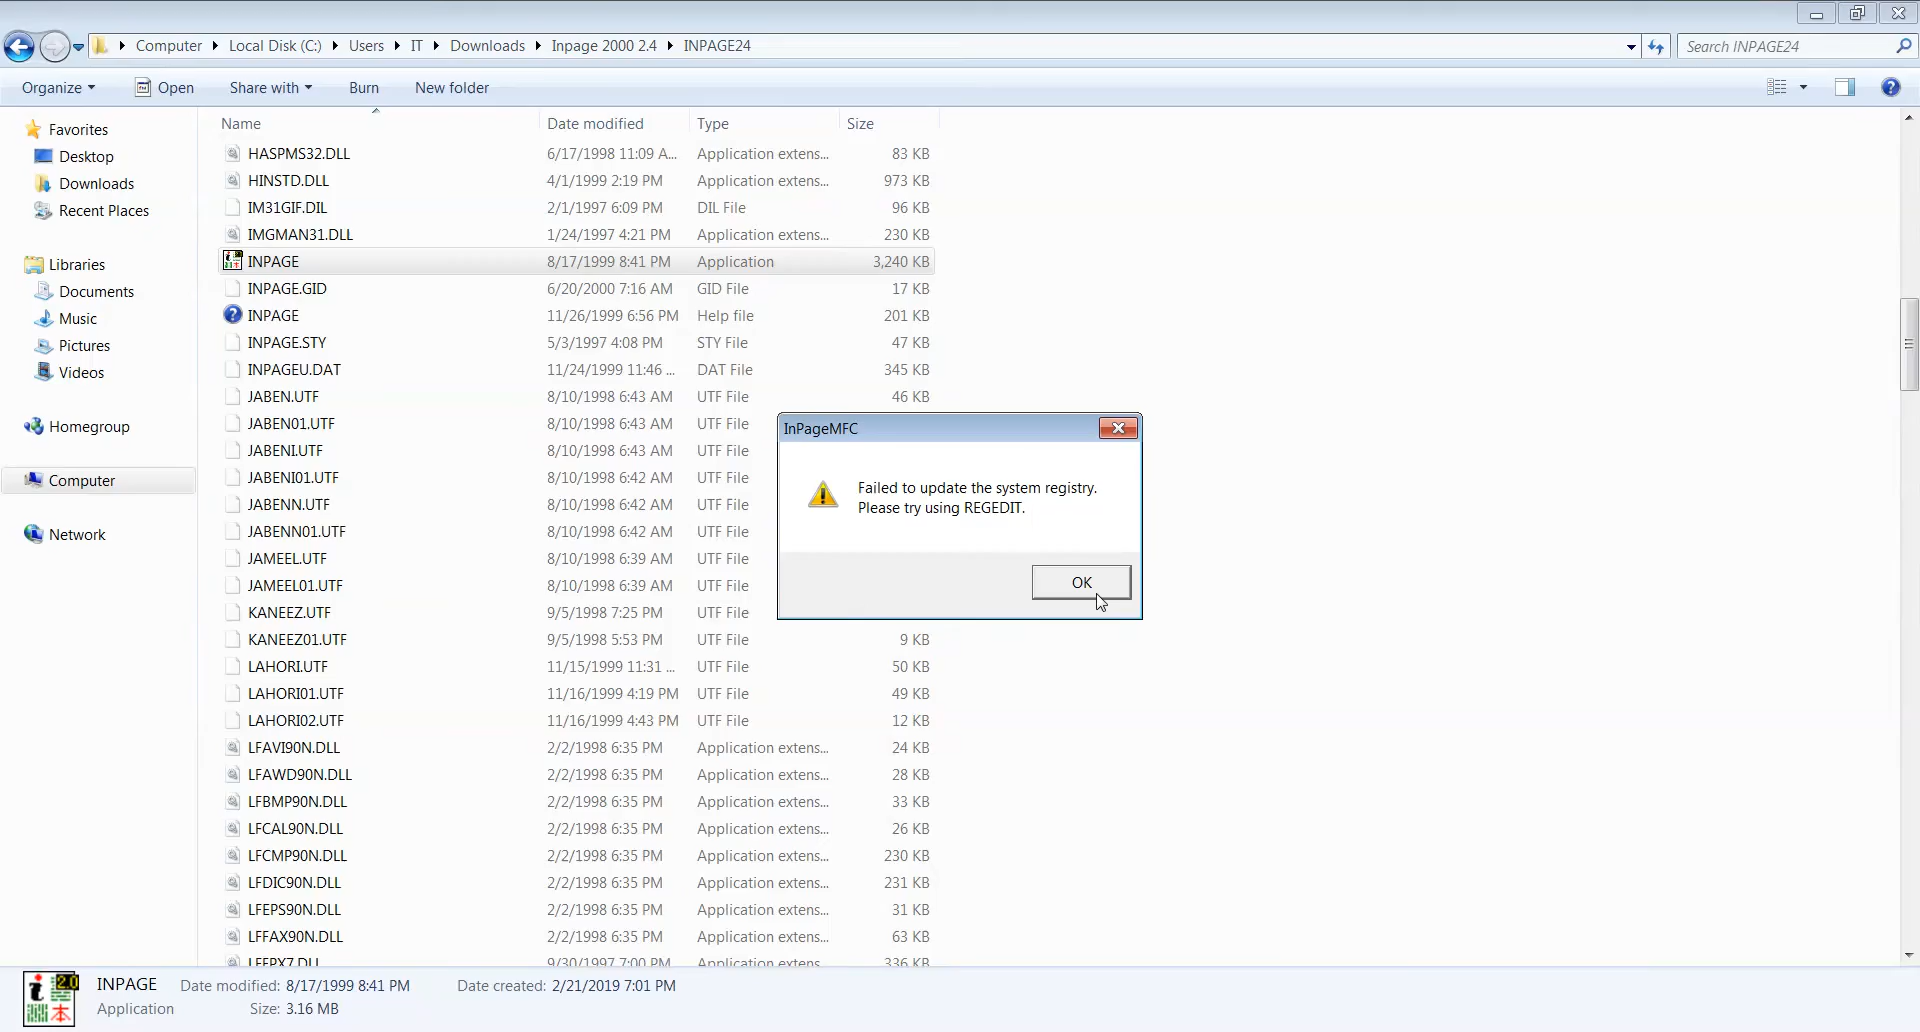 Computer Local Disk (C:) Users IT Downloads Inpage 2000 2.4 INPAGE24
Search INPAGE24
Organize Open Share with Burn New folder
Favorites
Desktop
Downloads
Recent Places
Libraries
Documents
Music
Pictures
Videos
Homegroup
Computer
Network
Name Date modified Type Size
HASPMS32.DLL 6/17/1998 11:09 A... Application extens... 83 KB
HINSTD.DLL 4/1/1999 2:19 PM Application extens... 973 KB
IM31GIF.DIL 2/1/1997 6:09 PM DIL File 96 KB
IMGMAN31.DLL 1/24/1997 4:21 PM Application extens... 230 KB
INPAGE 8/17/1999 8:41 PM Application 3,240 KB
INPAGE.GID 6/20/2000 7:16 AM GID File 17 KB
INPAGE 11/26/1999 6:56 PM Help file 201 KB
INPAGE.STY 5/3/1997 4:08 PM STY File 47 KB
INPAGEU.DAT 11/24/1999 11:46 ... DAT File 345 KB
JABEN.UTF 8/10/1998 6:43 AM UTF File 46 KB
JABEN01.UTF 8/10/1998 6:43 AM UTF File
JABENI.UTF 8/10/1998 6:43 AM UTF File
JABENI01.UTF 8/10/1998 6:42 AM UTF File
JABENN.UTF 8/10/1998 6:42 AM UTF File
JABENN01.UTF 8/10/1998 6:42 AM UTF File
JAMEEL.UTF 8/10/1998 6:39 AM UTF File
JAMEEL01.UTF 8/10/1998 6:39 AM UTF File
KANEEZ.UTF 9/5/1998 7:25 PM UTF File
KANEEZ01.UTF 9/5/1998 5:53 PM UTF File 9 KB
LAHORI.UTF 11/15/1999 11:31 ... UTF File 50 KB
LAHORI01.UTF 11/16/1999 4:19 PM UTF File 49 KB
LAHORI02.UTF 11/16/1999 4:43 PM UTF File 12 KB
LFAVI90N.DLL 2/2/1998 6:35 PM Application extens... 24 KB
LFAWD90N.DLL 2/2/1998 6:35 PM Application extens... 28 KB
LFBMP90N.DLL 2/2/1998 6:35 PM Application extens... 33 KB
LFCAL90N.DLL 2/2/1998 6:35 PM Application extens... 26 KB
LFCMP90N.DLL 2/2/1998 6:35 PM Application extens... 230 KB
LFDIC90N.DLL 2/2/1998 6:35 PM Application extens... 231 KB
LFEPS90N.DLL 2/2/1998 6:35 PM Application extens... 31 KB
LFFAX90N.DLL 2/2/1998 6:35 PM Application extens... 63 KB
LFFPX7.DLL 9/30/1997 7:00 PM Application extens... 336 KB
InPageMFC
Failed to update the system registry.
Please try using REGEDIT.
OK
2.0
INPAGE Date modified: 8/17/1999 8:41 PM Date created: 2/21/2019 7:01 PM
Application Size: 3.16 MB